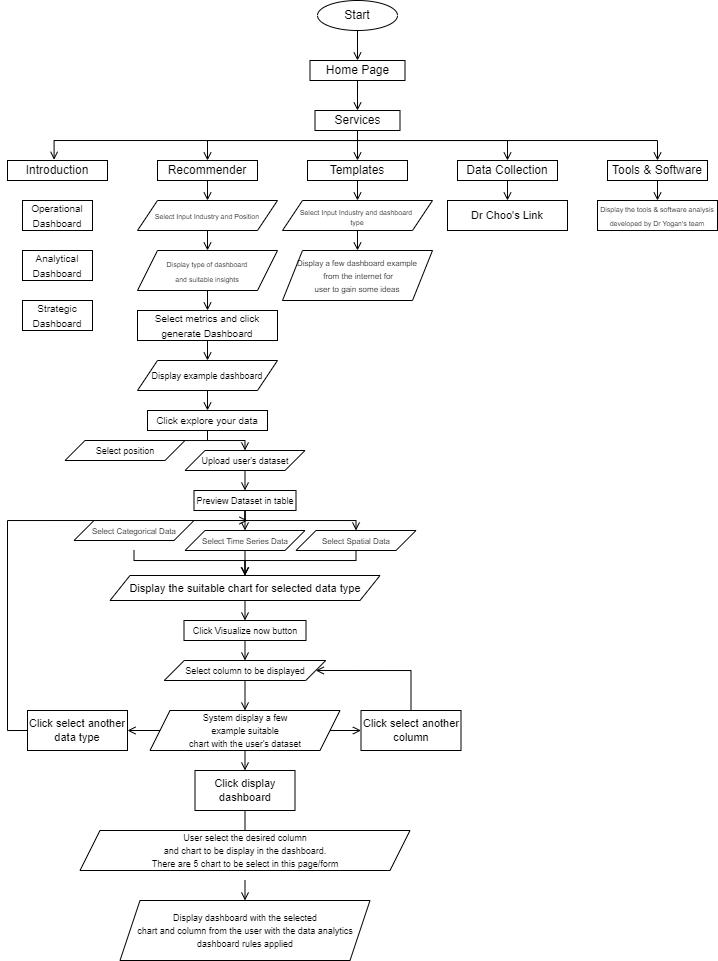 Start
Home Page
Services
Introduction
Recommender
Templates
Data Collection
Tools & Software
Operational
Dashboard
Select Input Industry and Position
Select Input Industry and dashboard
type
Dr Choo's Link
Display the tools & software analysis
developed by Dr Yogan's team
Analytical
Dashboard
Display type of dashboard
and suitable insights
Display a few dashboard example
from the internet for
user to gain some ideas
Strategic
Dashboard
Select metrics and click
generate Dashboard
Display example dashboard
Click explore your data
Select position
Upload user's dataset
Preview Dataset in table
Select Categorical Data
Select Time Series Data
Select Spatial Data
Display the suitable chart for selected data type
Click Visualize now button
Select column to be displayed
Click select another
data type
System display a few
example suitable
chart with the user's dataset
Click select another
column
Click display
dashboard
User select the desired column
and chart to be display in the dashboard.
There are 5 chart to be select in this page/form
Display dashboard with the selected
chart and column from the user with the data analytics
dashboard rules applied